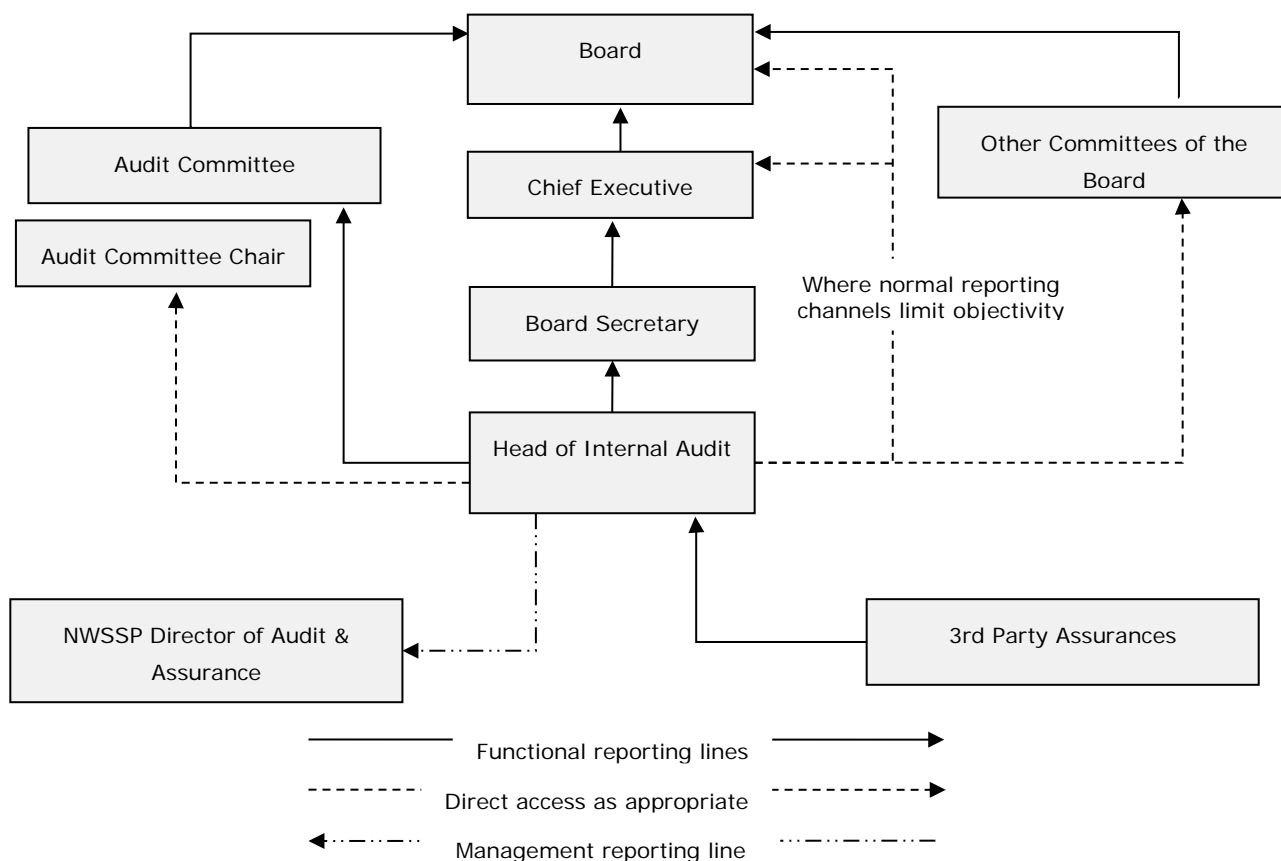 Board
Audit Committee
Other Committees of the
Board
Chief Executive
Audit Committee Chair
Where normal reporting
channels limit objectivity
Board Secretary
Head of Internal Audit
NWSSP Director of Audit &
Assurance
3rd Party Assurances
Functional reporting lines
Direct access as appropriate
Management reporting line